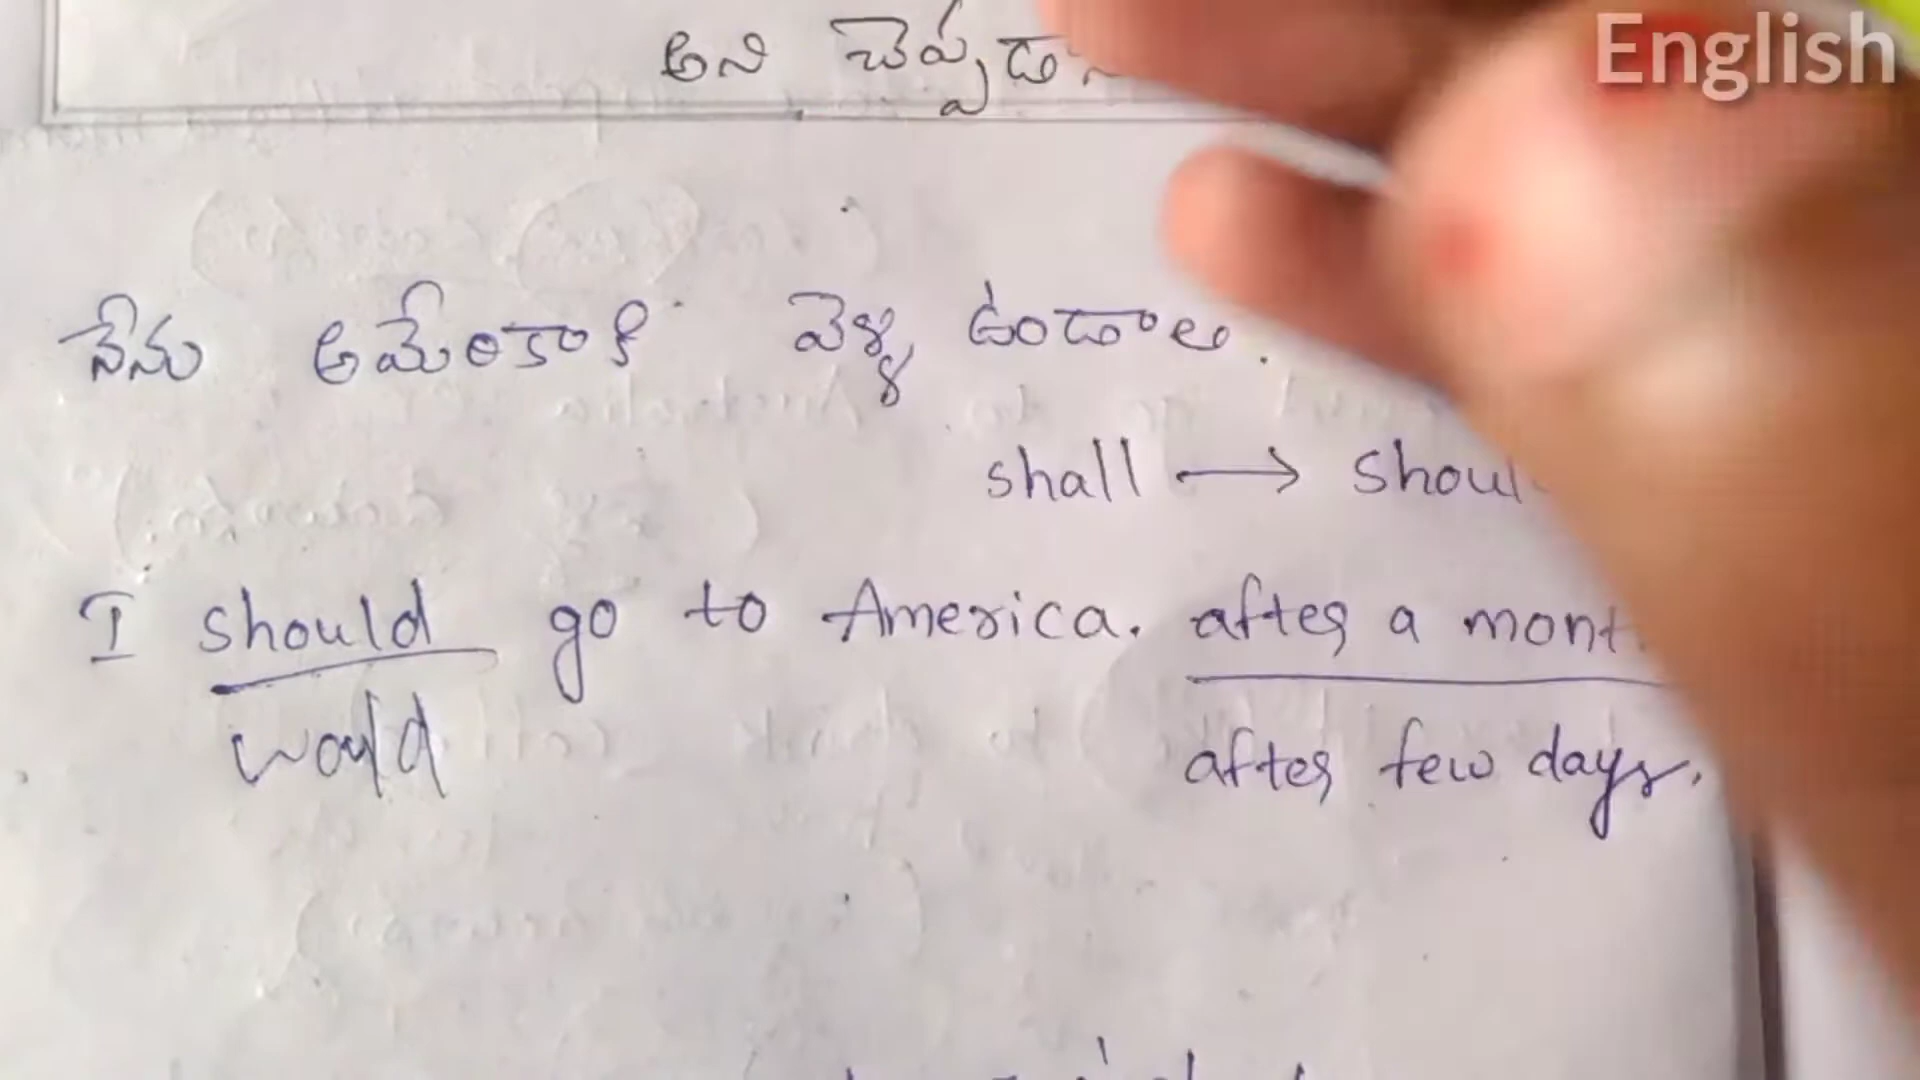 అని చెప్పడా
English
నేను అమెరికాకి వెళ్ళి ఉండాలి.
shall → shoul
I should go to America. after a mont
would after few days.